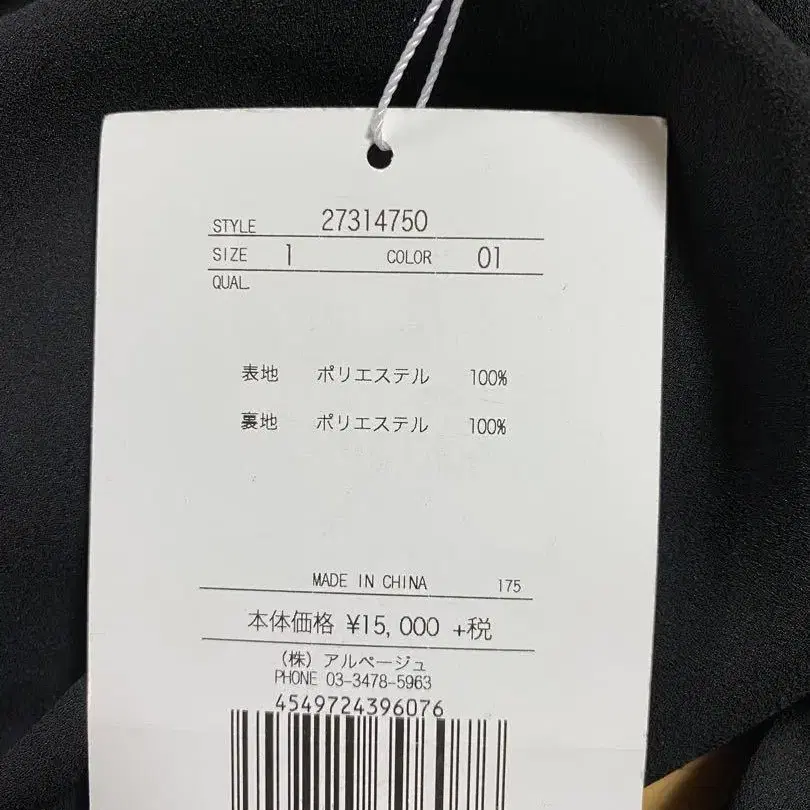 STYLE 27314750
SIZE 1 COLOR 01
QUAL
表地 ポリエステル 100%
裏地 ポリエステル 100%
MADE IN CHINA 175
本体価格 ¥15,000 +税
(株) アルページュ
PHONE 03-3478-5963
4549724396076